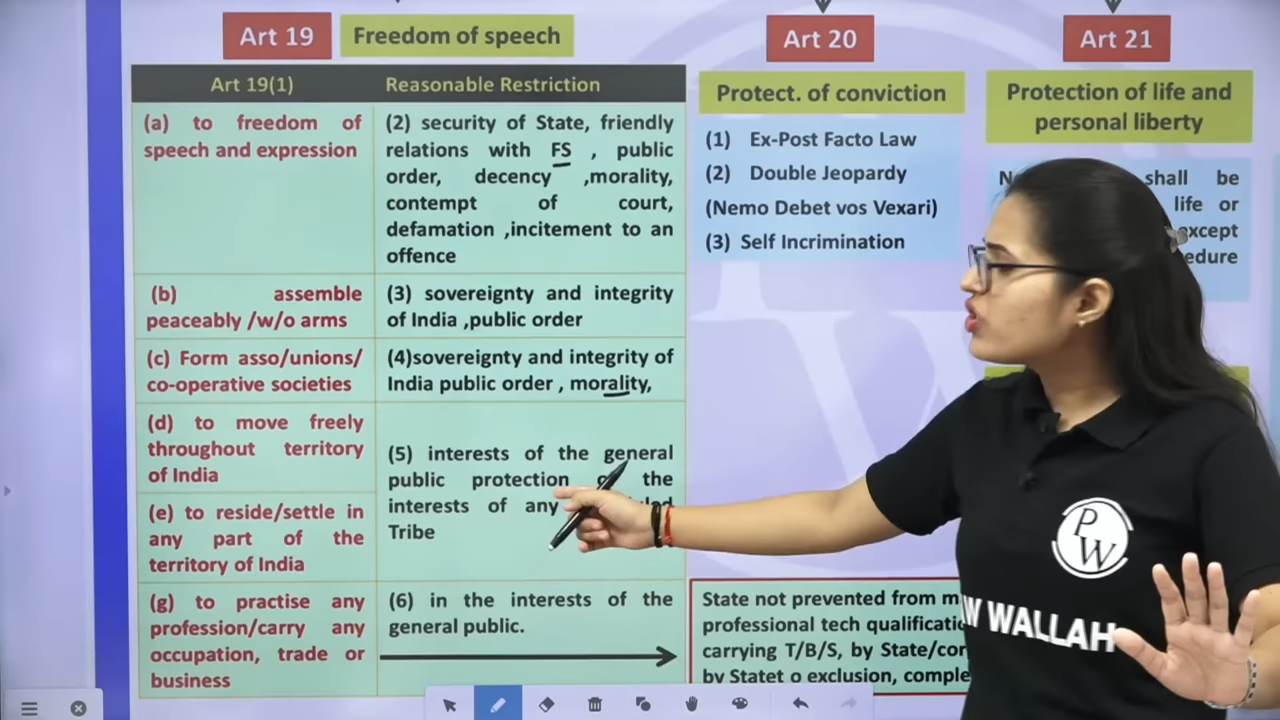 Art 19
Freedom of speech
Art 19(1)
Reasonable Restriction
(a) to freedom of
speech and expression
(2) security of State, friendly
relations with FS , public
order, decency ,morality,
contempt of court,
defamation ,incitement to an
offence
(b) assemble
peaceably /w/o arms
(3) sovereignty and integrity
of India ,public order
(c) Form asso/unions/
co-operative societies
(4)sovereignty and integrity of
India public order , morality,
(d) to move freely
throughout territory
of India
(e) to reside/settle in
any part of the
territory of India
(5) interests of the general
public protection the
interests of any
Tribe
(g) to practise any
profession/carry any
occupation, trade or
business
(6) in the interests of the
general public.
Art 20
Protect. of conviction
(1) Ex-Post Facto Law
(2) Double Jeopardy
(Nemo Debet vos Vexari)
(3) Self Incrimination
Art 21
Protection of life and
personal liberty
shall be
life or
except
State not prevented from
professional tech
carrying T/B/S, by
by Statet o exclusion,
PW
WALLAH